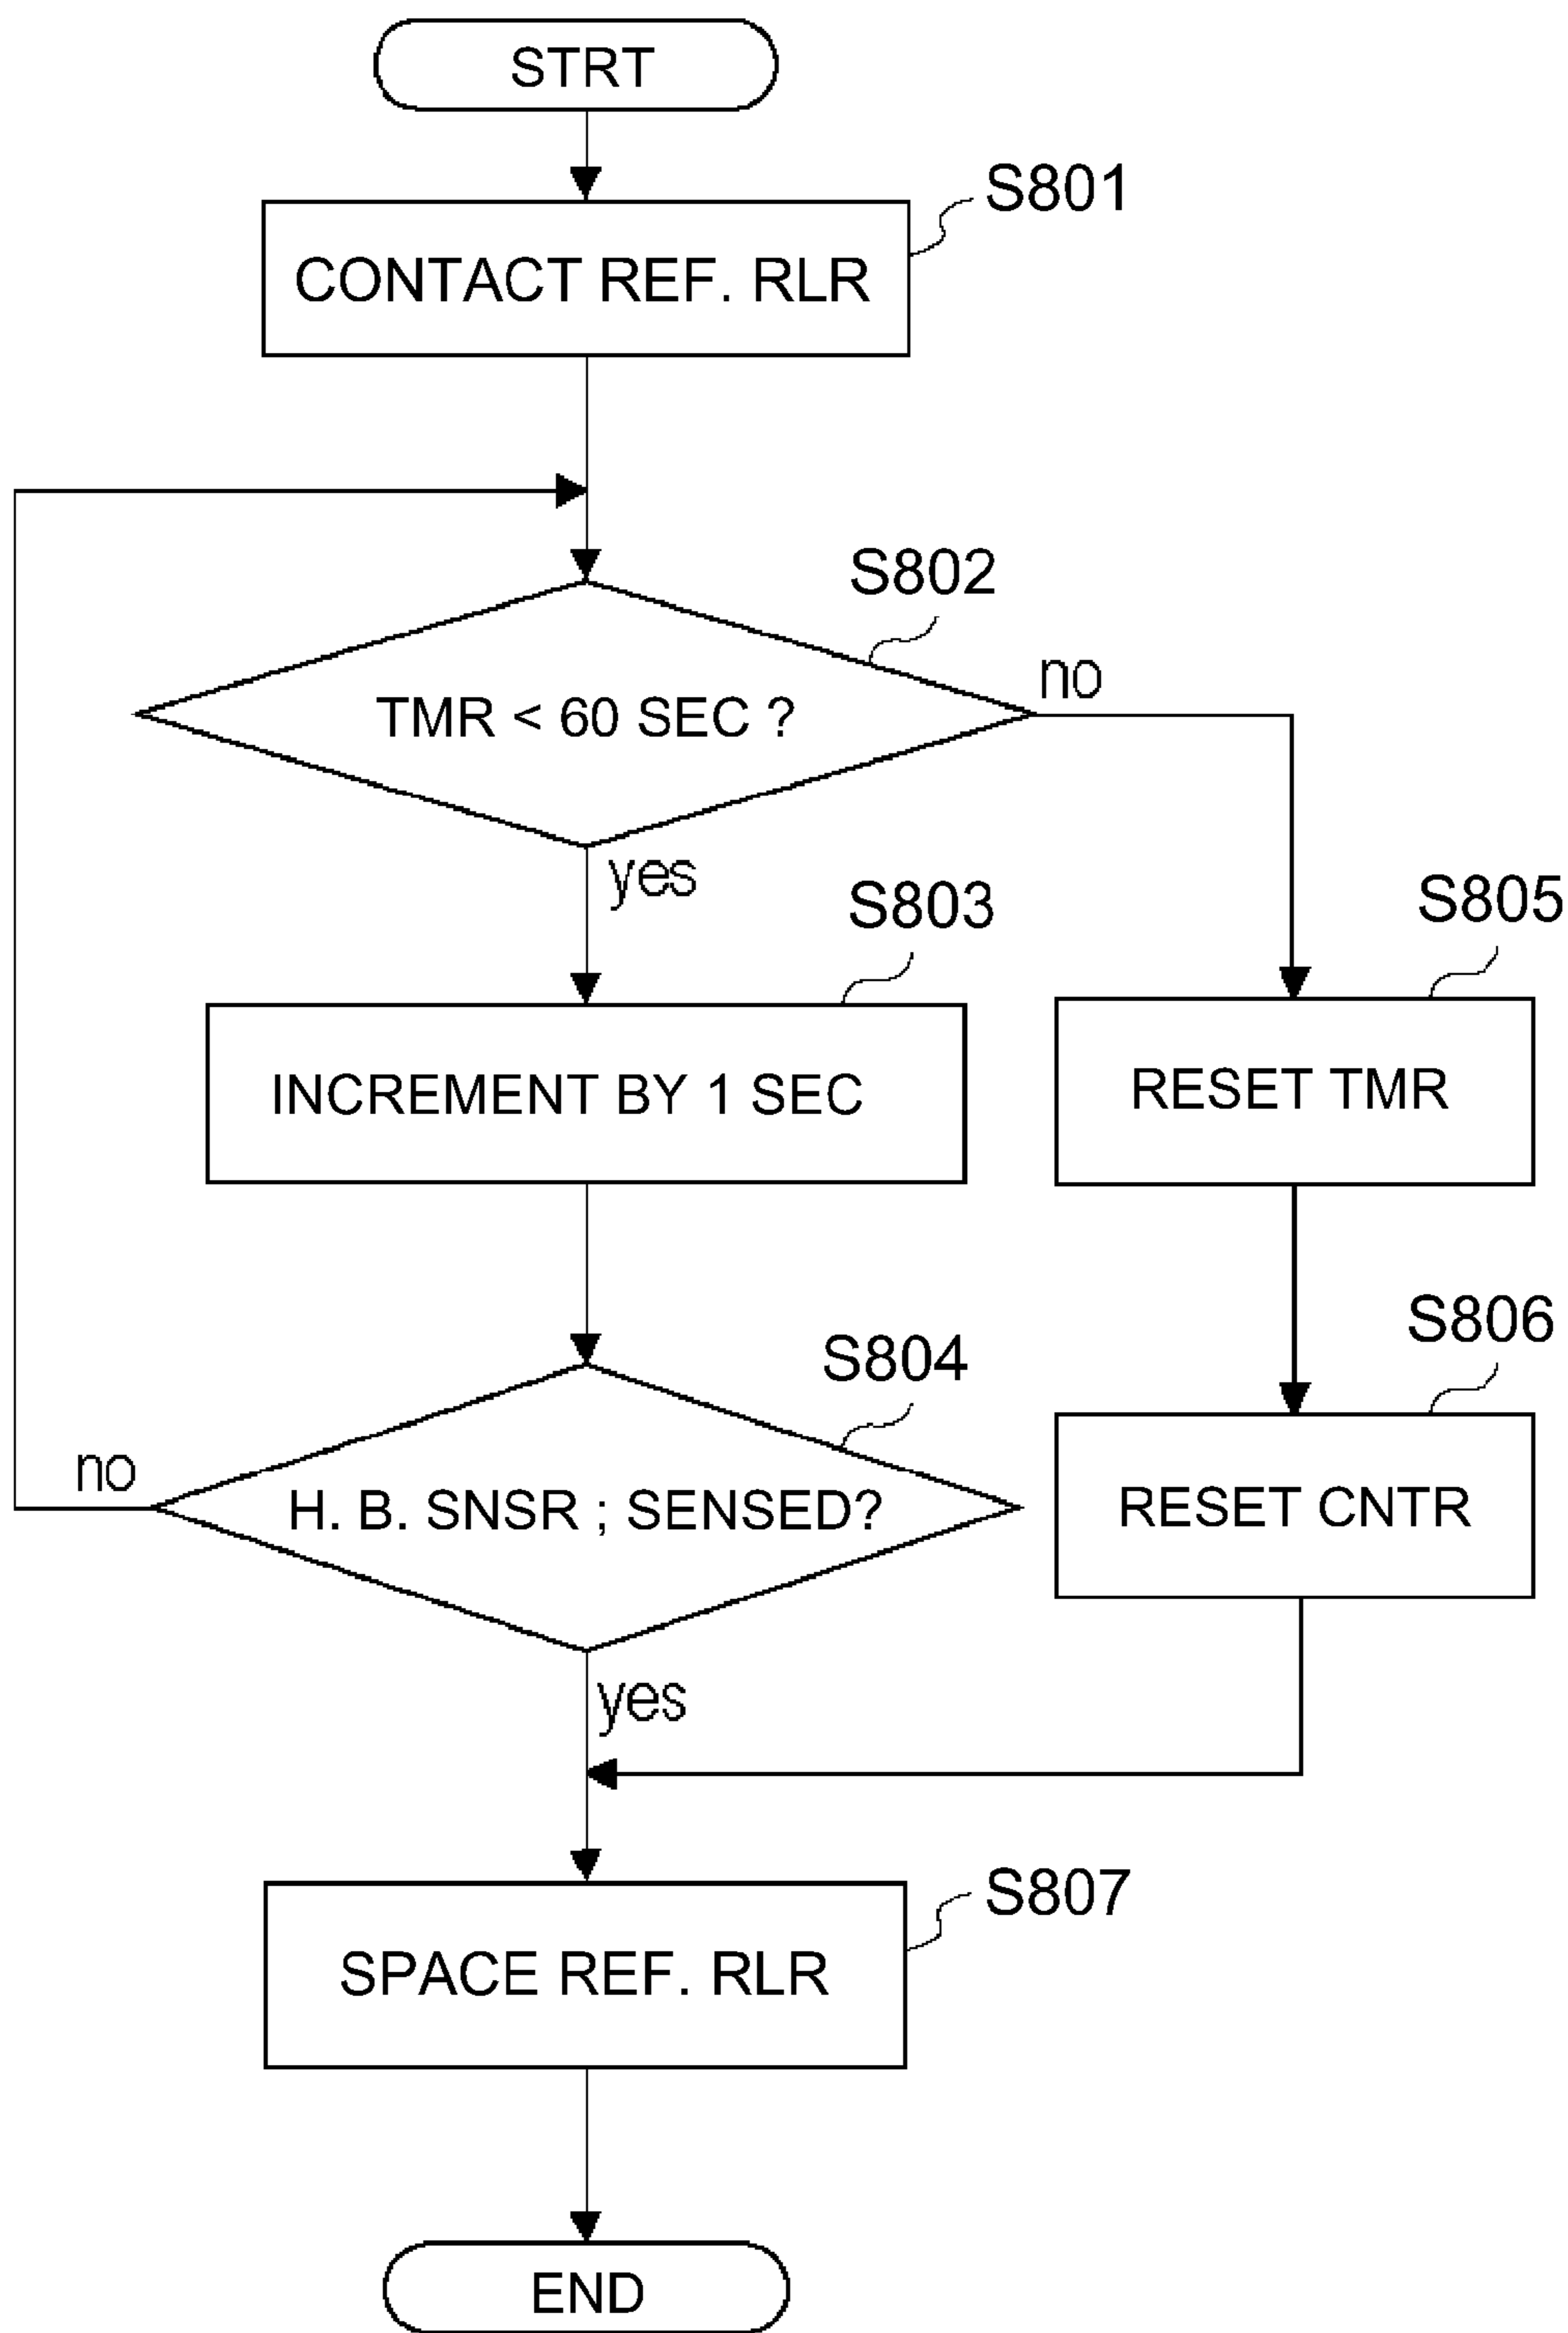 STRT
S801
CONTACT REF. RLR
S802
no
TMR < 60 SEC ?
yes
S803
S805
INCREMENT BY 1 SEC
RESET TMR
S804
S806
no
H. B. SNSR ; SENSED?
RESET CNTR
yes
S807
SPACE REF. RLR
END